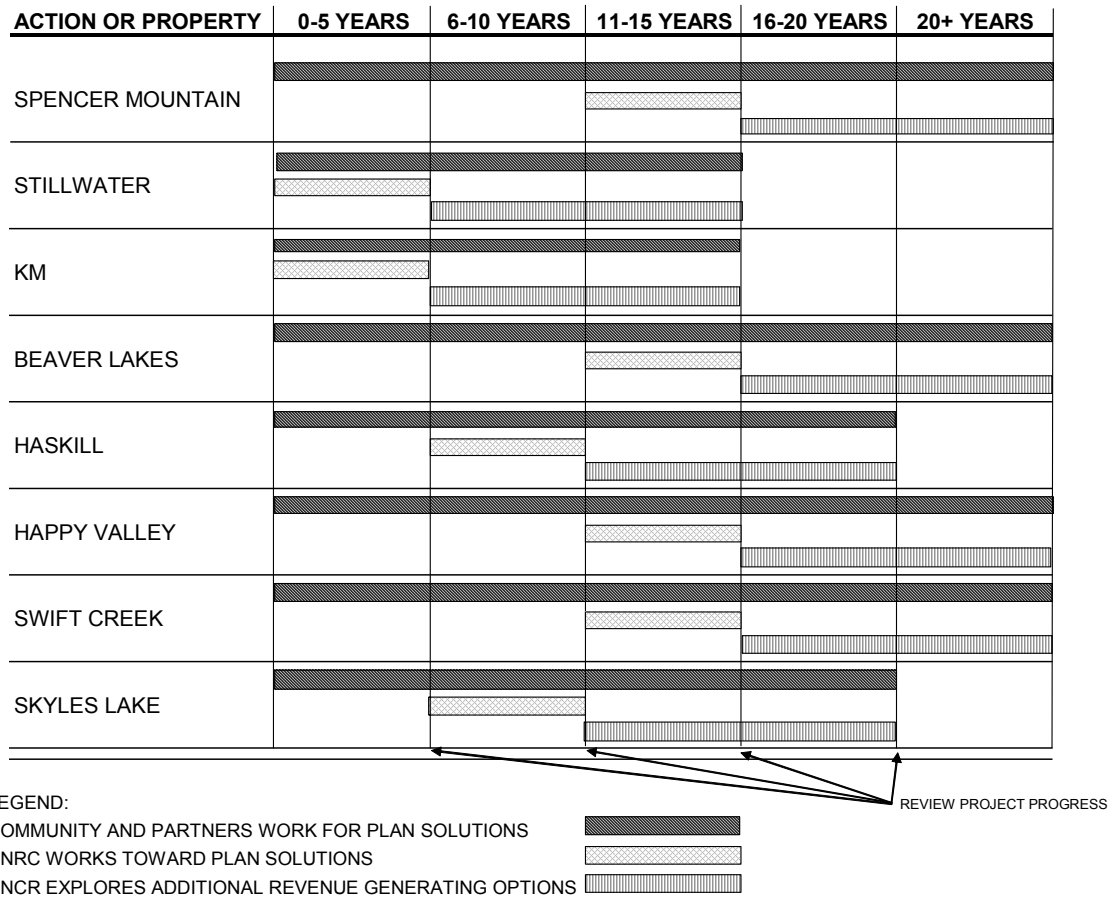 ACTION OR PROPERTY 0-5 YEARS 6-10 YEARS 11-15 YEARS 16-20 YEARS 20+ YEARS
SPENCER MOUNTAIN
STILLWATER
KM
BEAVER LAKES
HASKILL
HAPPY VALLEY
SWIFT CREEK
SKYLES LAKE
REVIEW PROJECT PROGRESS
EGEND:
OMMUNITY AND PARTNERS WORK FOR PLAN SOLUTIONS
NRC WORKS TOWARD PLAN SOLUTIONS
NCR EXPLORES ADDITIONAL REVENUE GENERATING OPTIONS